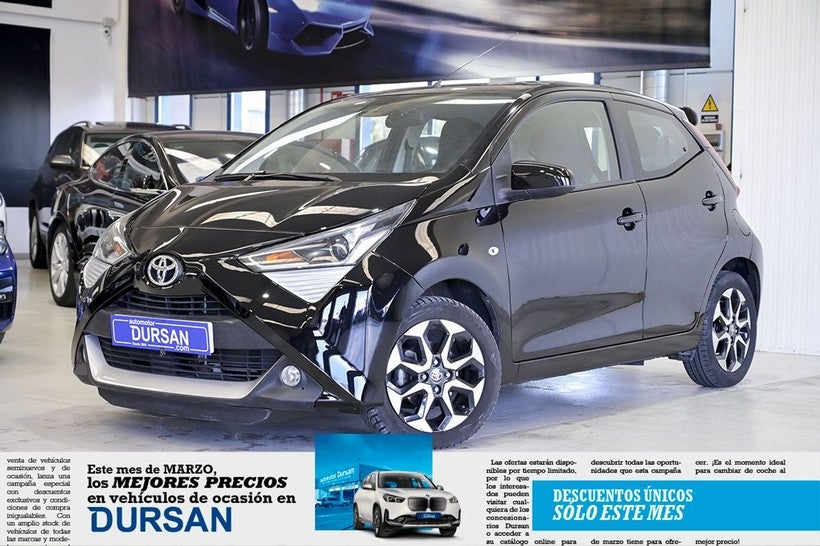 automotor
DURSAN
.com
venta de vehículos
seminuevos y de
ocasión, lanza una
campaña especial
con descuentos
exclusivos y condi-
ciones de compra
inigualables. Con
un amplio stock de
vehículos de todas
las marcas y mode-
Este mes de MARZO,
los MEJORES PRECIOS
en vehículos de ocasión en
DURSAN
automotor Dursan
Las ofertas estarán dispo-
nibles por tiempo limitado,
por lo que
los interesa-
dos pueden
visitar cual-
quiera de los
concesiona-
rios Dursan
o acceder a
su catálogo online para
descubrir todas las oportu-
nidades que esta campaña
DESCUENTOS ÚNICOS
SÓLO ESTE MES
de marzo tiene para ofre-
cer. ¡Es el momento ideal
para cambiar de coche al
mejor precio!